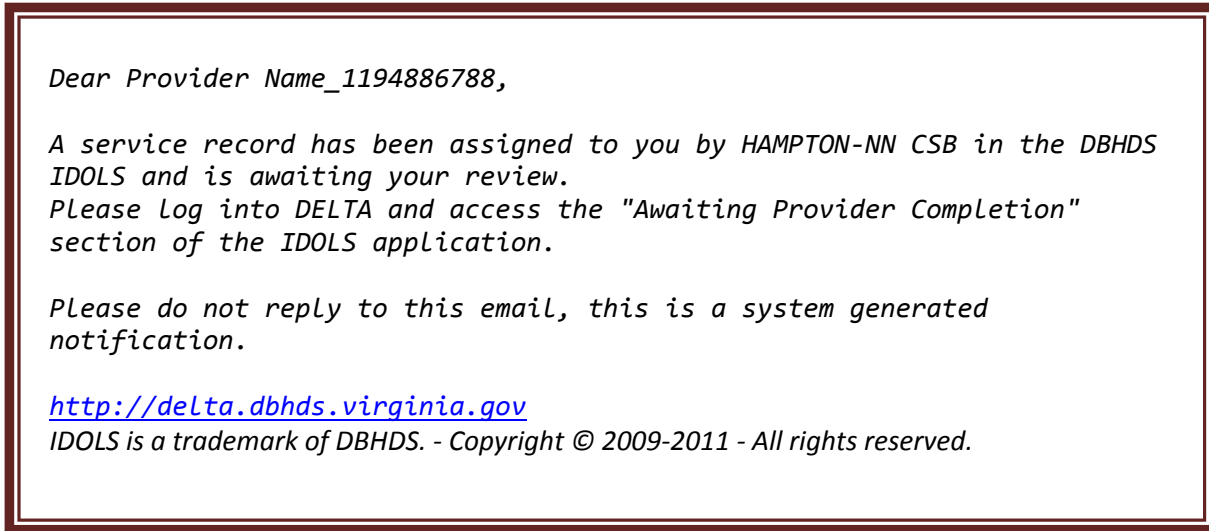 Dear Provider Name_1194886788,
A service record has been assigned to you by HAMPTON-NN CSB in the DBHDS
IDOLS and is awaiting your review.
Please log into DELTA and access the "Awaiting Provider Completion"
section of the IDOLS application.
Please do not reply to this email, this is a system generated
notification.
http://delta.dbhds.virginia.gov
IDOLS is a trademark of DBHDS. - Copyright © 2009-2011 - All rights reserved.